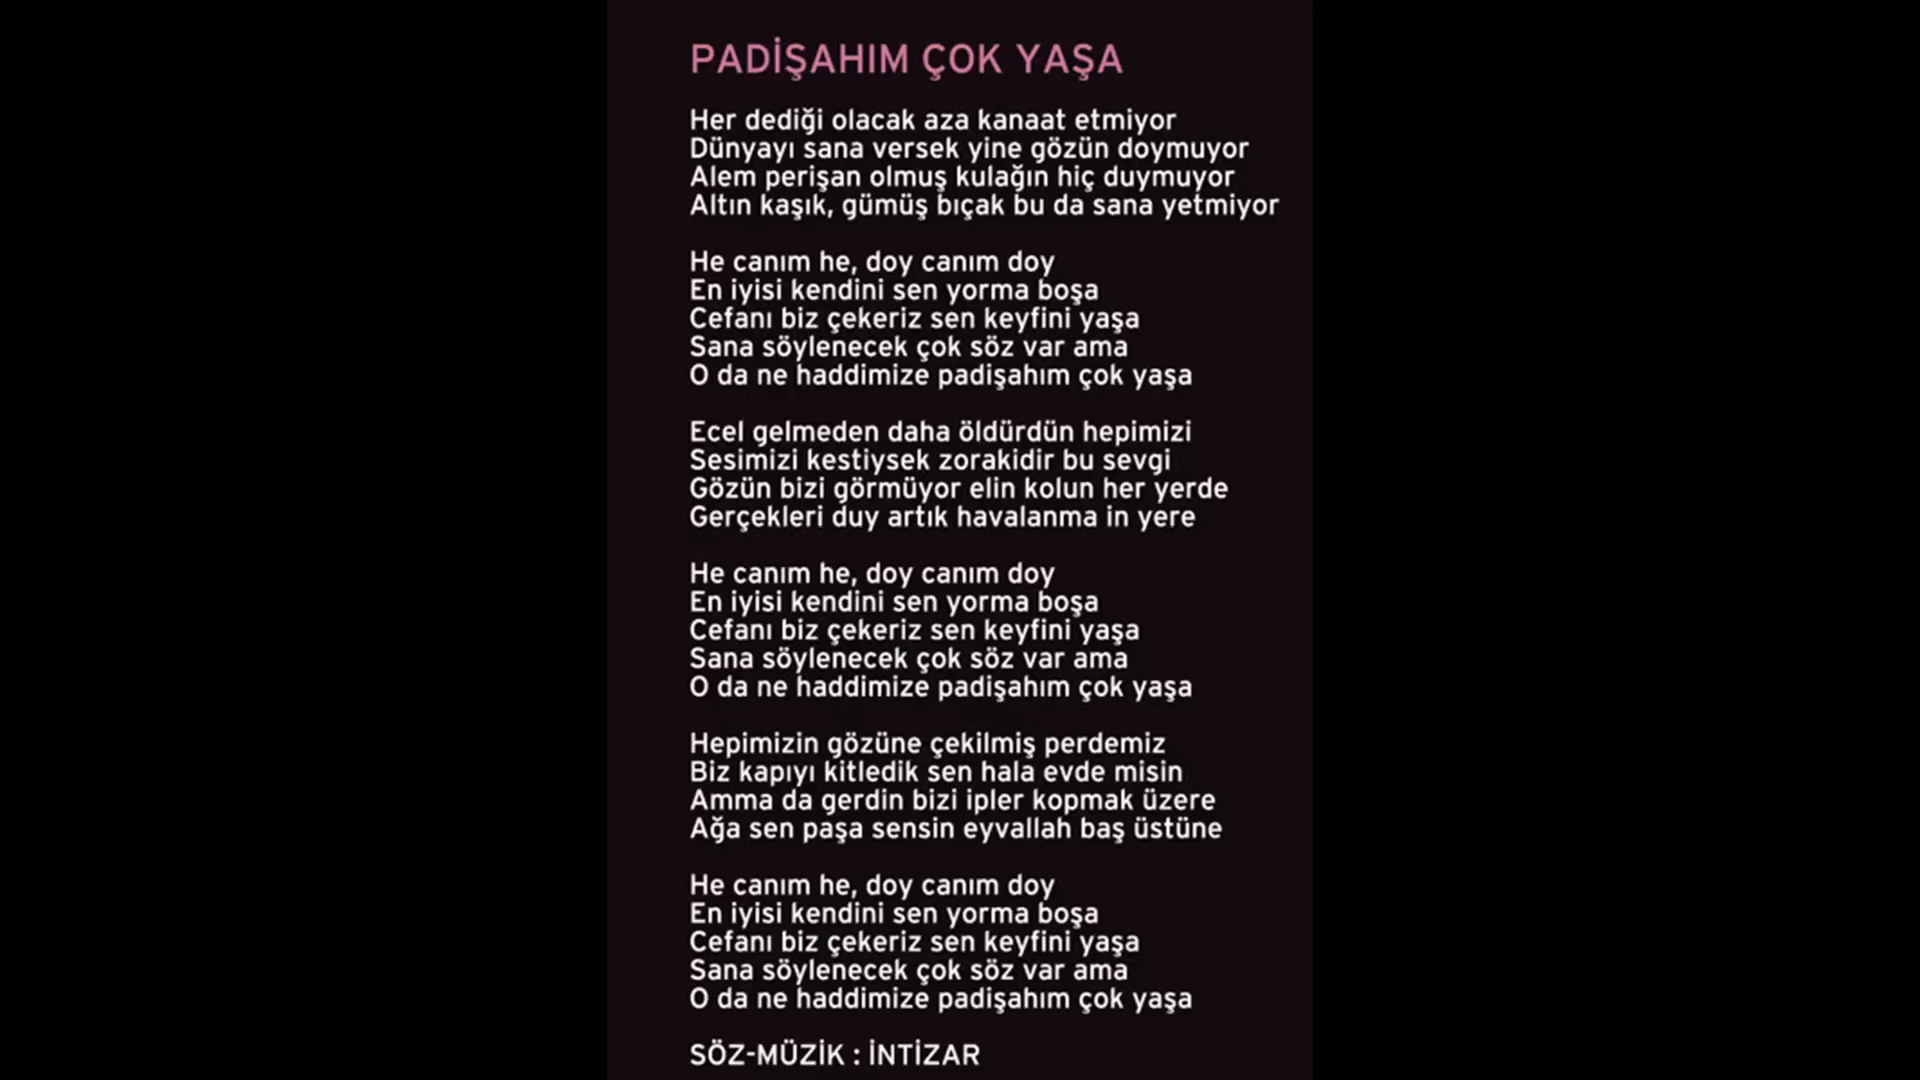 PADİŞAHIM ÇOK YAŞA
Her dediği olacak aza kanaat etmiyor
Dünyayı sana versek yine gözün doymuyor
Alem perişan olmuş kulağın hiç duymuyor
Altın kaşık, gümüş bıçak bu da sana yetmiyor
He canım he, doy canım doy
En iyisi kendini sen yorma boşa
Cefanı biz çekeriz sen keyfini yaşa
Sana söylenecek çok söz var ama
O da ne haddimize padişahım çok yaşa
Ecel gelmeden daha öldürdün hepimizi
Sesimizi kestiysek zorakidir bu sevgi
Gözün bizi görmüyor elin kolun her yerde
Gerçekleri duy artık havalanma in yere
He canım he, doy canım doy
En iyisi kendini sen yorma boşa
Cefanı biz çekeriz sen keyfini yaşa
Sana söylenecek çok söz var ama
O da ne haddimize padişahım çok yaşa
Hepimizin gözüne çekilmiş perdemiz
Biz kapıyı kitledik sen hala evde misin
Amma da gerdin bizi ipler kopmak üzere
Ağa sen paşa sensin eyvallah baş üstüne
He canım he, doy canım doy
En iyisi kendini sen yorma boşa
Cefanı biz çekeriz sen keyfini yaşa
Sana söylenecek çok söz var ama
O da ne haddimize padişahım çok yaşa
SÖZ-MÜZİK : İNTİZAR